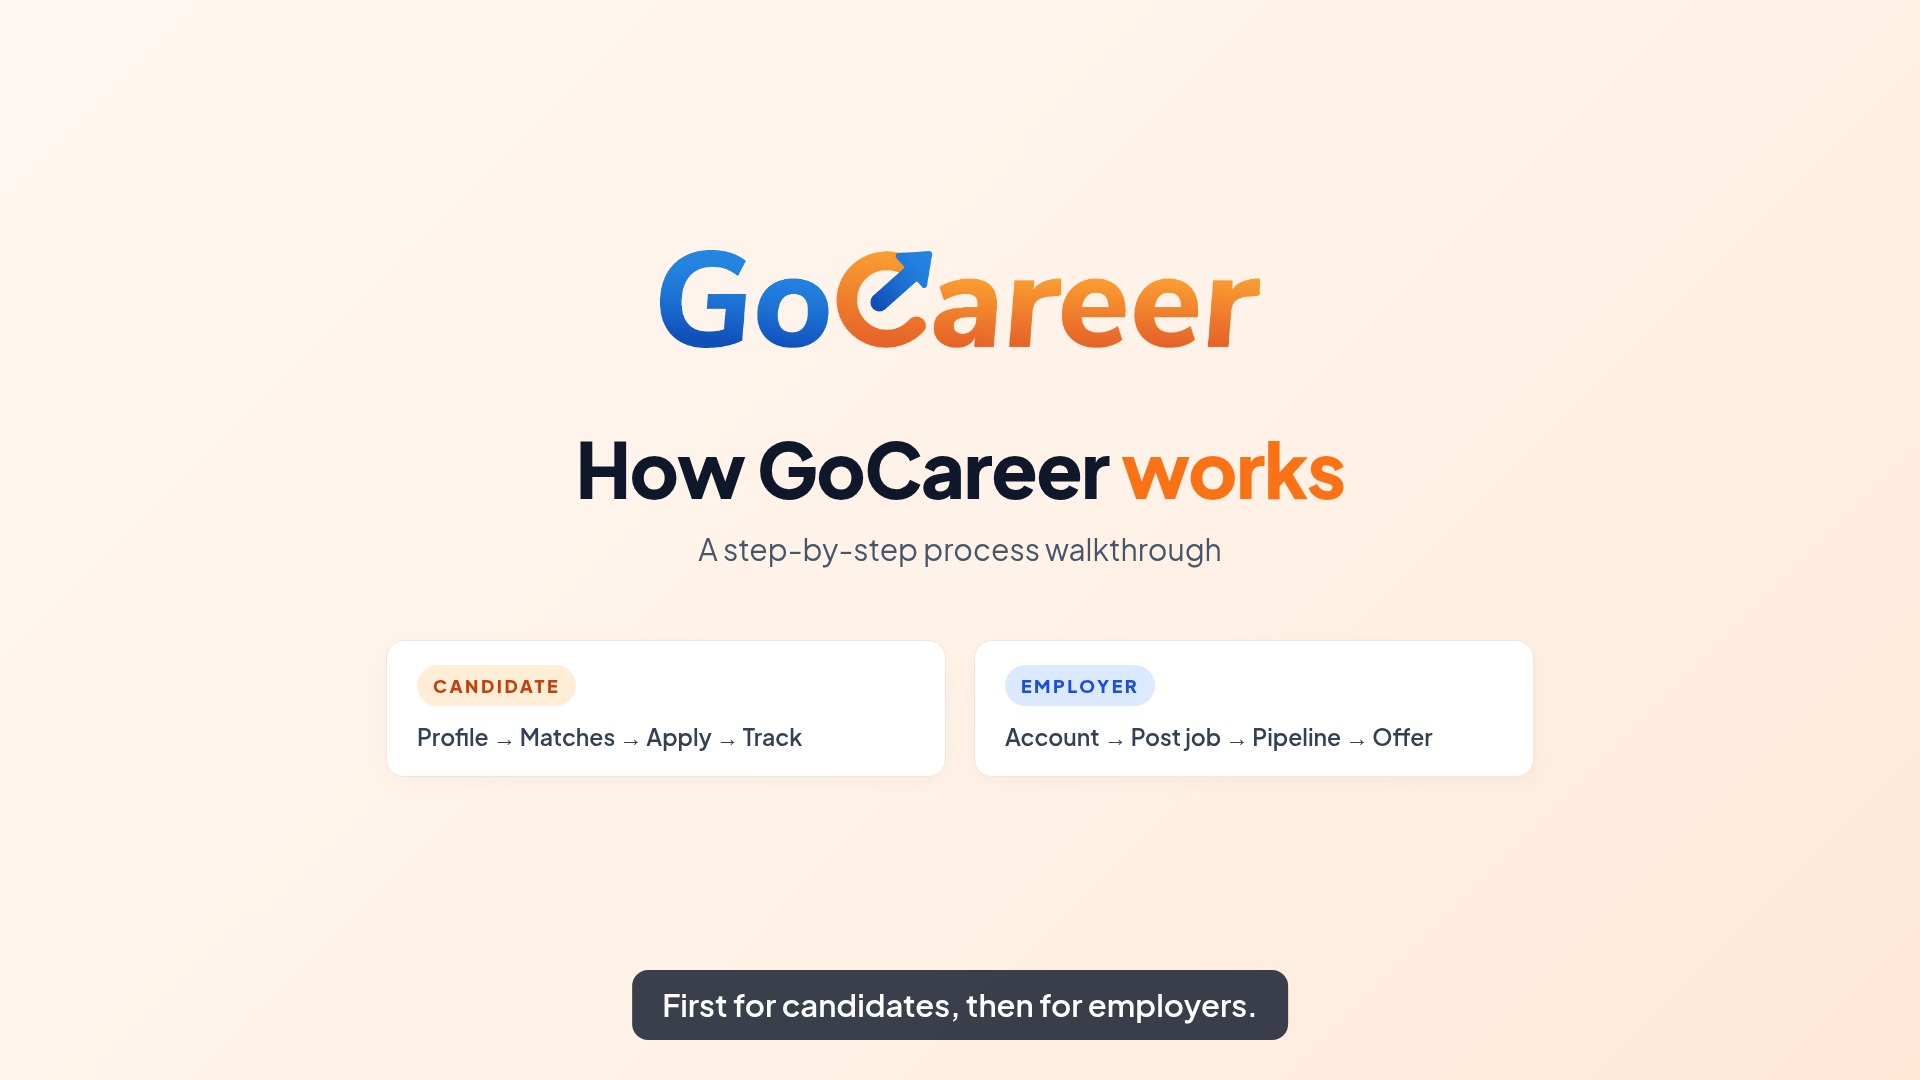 GoCareer
How GoCareer works
A step-by-step process walkthrough
CANDIDATE
Profile → Matches → Apply → Track
EMPLOYER
Account → Post job → Pipeline → Offer
First for candidates, then for employers.